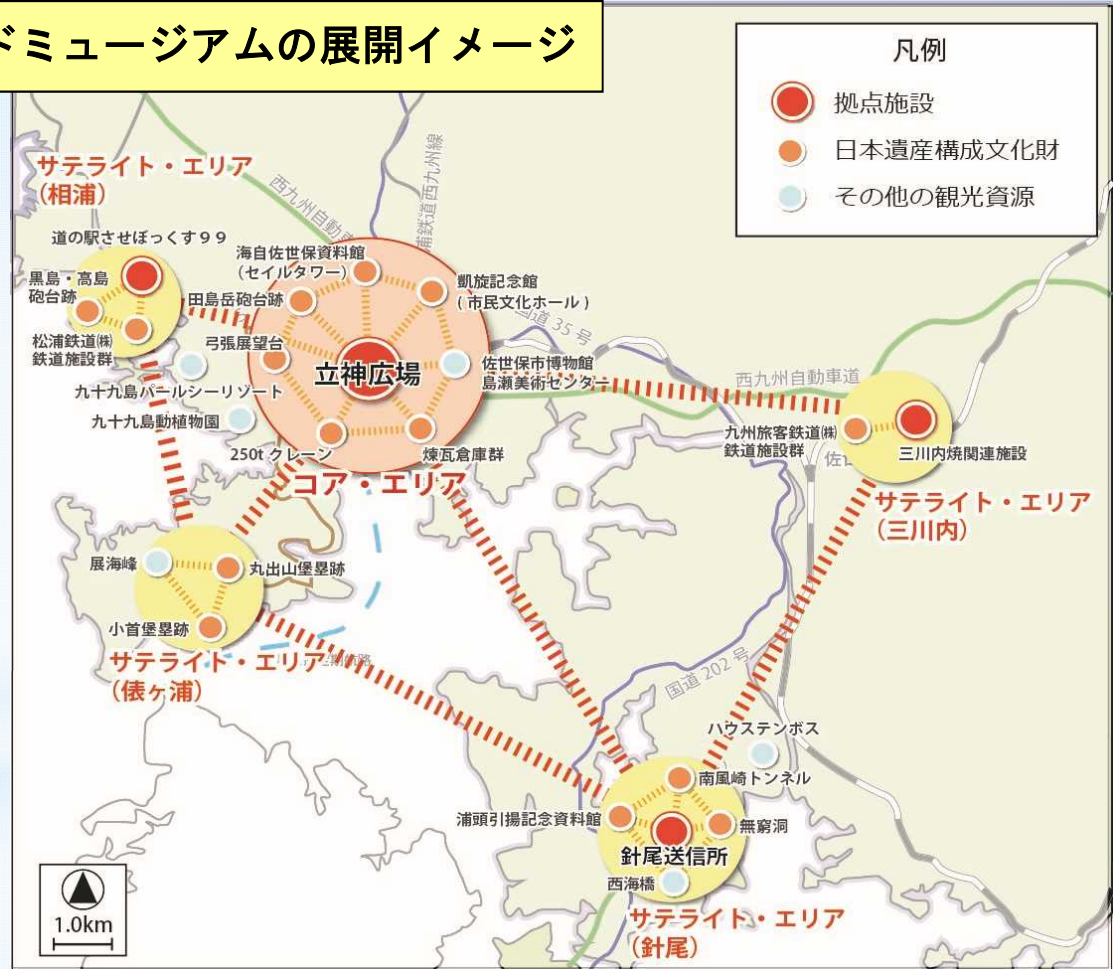 ドミュージアムの展開イメージ
凡例
拠点施設
日本遺産構成文化財
その他の観光資源
サテライト・エリア
(相浦)
道の駅させぼっくす99
黒島・高島
砲台跡
松浦鉄道㈱
鉄道施設群
西九州自動車
浦鉄道西九州線
海自佐世保資料館
(セイルタワー)
凱旋記念館
(市民文化ホール)
田島岳砲台跡
弓張展望台
立神広場
佐世保市博物館
島瀬美術センター
国道35号
西九州自動車道
九十九島パールシーリゾート
九十九島動植物園
250tクレーン
煉瓦倉庫群
コア・エリア
九州旅客鉄道㈱
鉄道施設群
三川内焼関連施設
サテライト・エリア
(三川内)
展海峰
丸出山堡塁跡
小首堡塁跡
サテライト・エリア
(俵ヶ浦)
国道202号
ハウステンボス
南風崎トンネル
浦頭引揚記念資料館
無窮洞
針尾送信所
西海橋
サテライト・エリア
(針尾)
1.0km